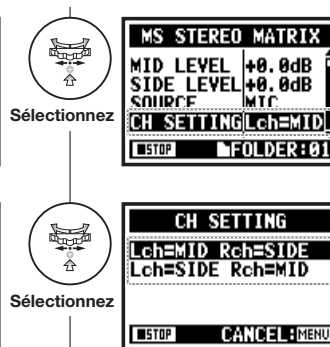 MS STEREO MATRIX
MID LEVEL +0.0dB
SIDE LEVEL +0.0dB
SOURCE MIC
CH SETTING Lch=MID
STOP FOLDER:01
Sélectionnez
CH SETTING
Lch=MID Rch=SIDE
Lch=SIDE Rch=MID
STOP CANCEL:MENU
Sélectionnez